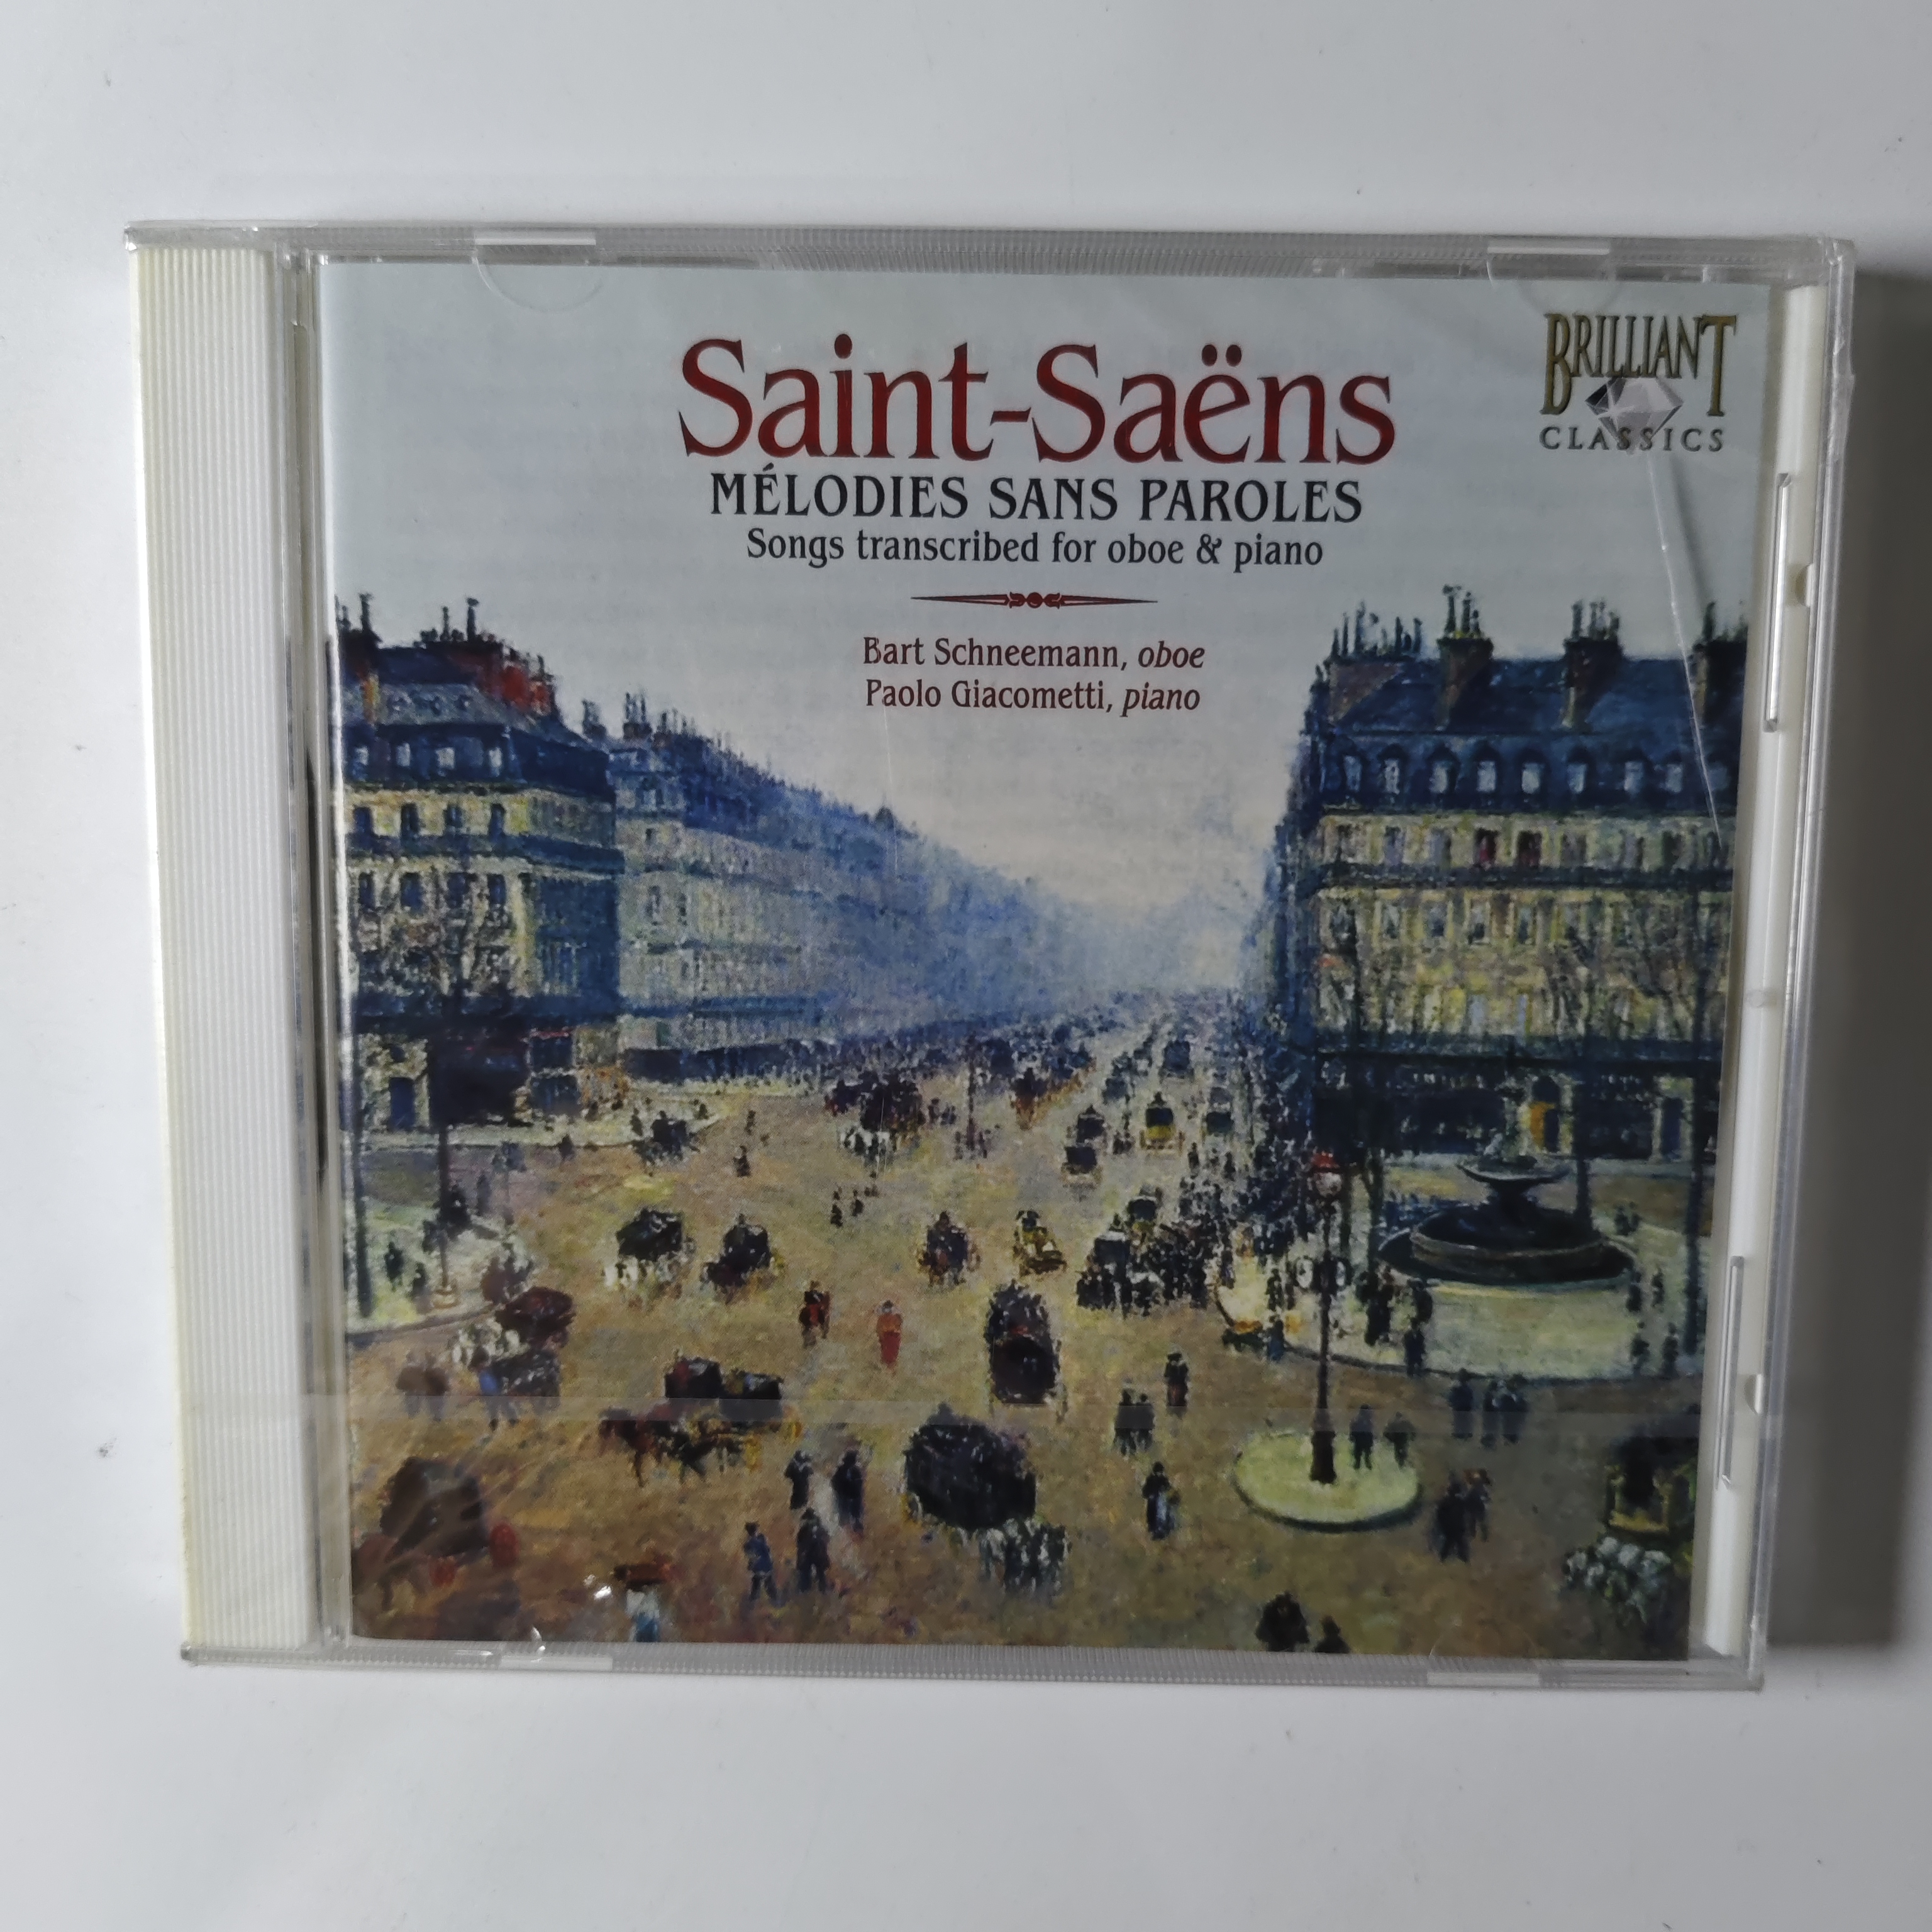 Saint-Saëns
MÉLODIES SANS PAROLES
Songs transcribed for oboe & piano
Bart Schneemann, oboe
Paolo Giacometti, piano
BRILLIANT
CLASSICS